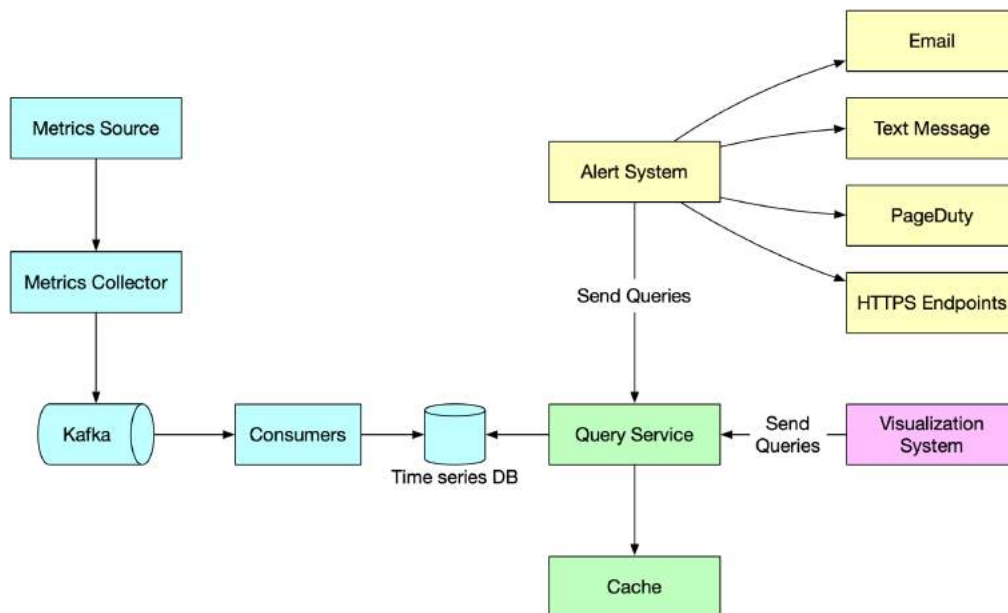 Email
Metrics Source
Text Message
Alert System
PageDuty
Metrics Collector
Send Queries
HTTPS Endpoints
Kafka
Consumers
Time series DB
Query Service
Send
Queries
Visualization
System
Cache